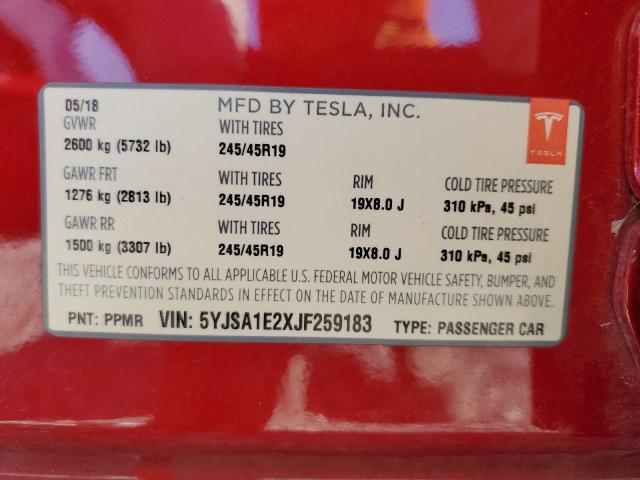 05/18 MFD BY TESLA, INC.
GVWR WITH TIRES
2600 kg (5732 lb) 245/45R19
TESLA
GAWR FRT WITH TIRES RIM COLD TIRE PRESSURE
1276 kg (2813 lb) 245/45R19 19X8.0 J 310 kPa, 45 psi
GAWR RR WITH TIRES RIM COLD TIRE PRESSURE
1500 kg (3307 lb) 245/45R19 19X8.0 J 310 kPa, 45 psi
THIS VEHICLE CONFORMS TO ALL APPLICABLE U.S. FEDERAL MOTOR VEHICLE SAFETY, BUMPER, AND
THEFT PREVENTION STANDARDS IN EFFECT ON THE DATE OF MANUFACTURE SHOWN ABOVE.
PNT: PPMR VIN: 5YJSA1E2XJF259183 TYPE: PASSENGER CAR